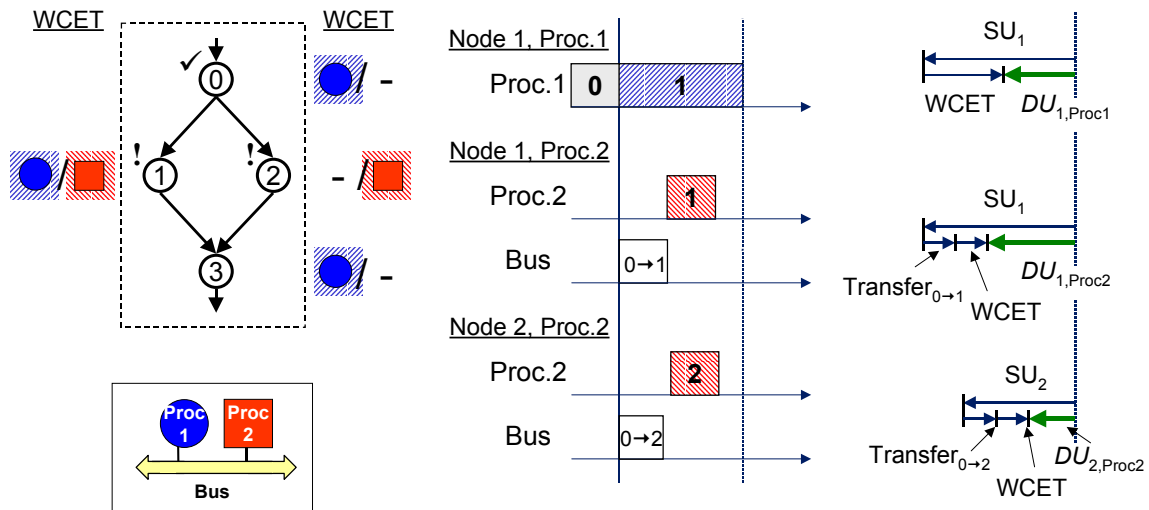 WCET
WCET
✓
0
/ -
!
!
/
1
2
- /
3
/ -
Proc
1
Proc
2
Bus
Node 1, Proc.1
Proc.1
0
1
Node 1, Proc.2
Proc.2
1
Bus
0→1
Node 2, Proc.2
Proc.2
2
Bus
0→2
SU1
WCET
DU1,Proc1
SU1
Transfer0→1
WCET
DU1,Proc2
SU2
Transfer0→2
WCET
DU2,Proc2